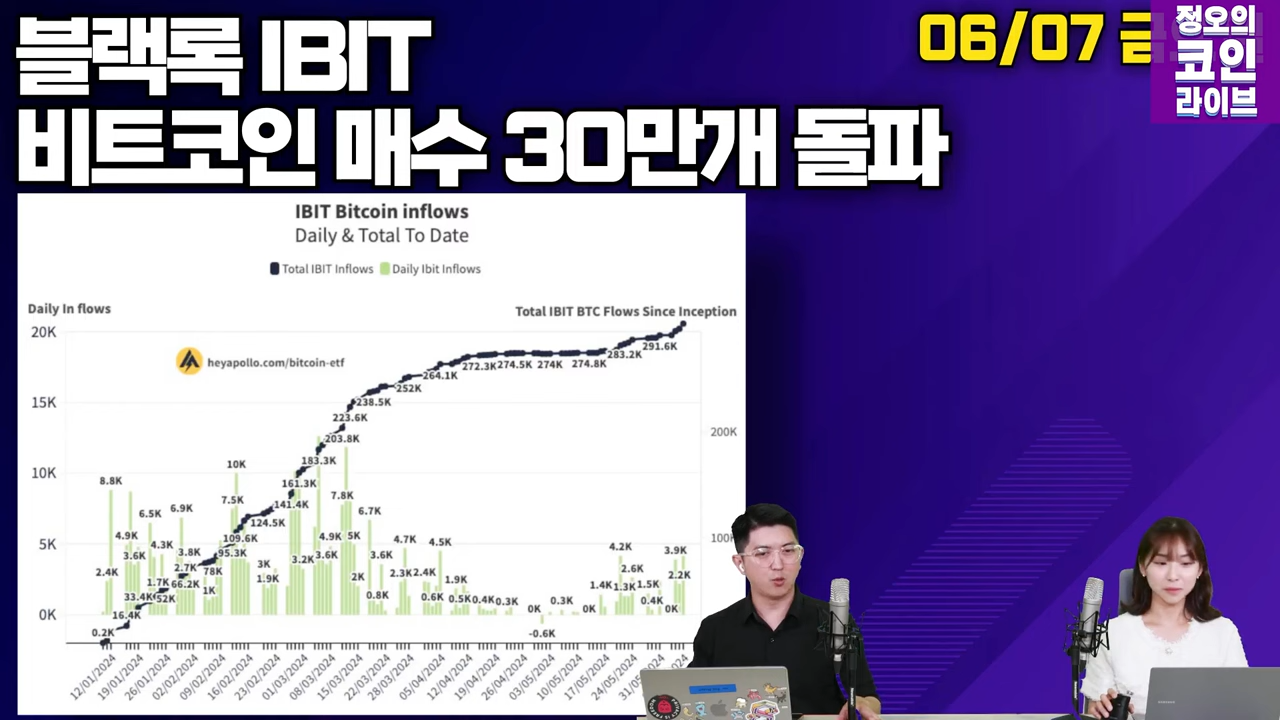 블랙록 IBIT
비트코인 매수 30만개 돌파
06/07 금
정오의
코인
라이브
IBIT Bitcoin inflows
Daily & Total To Date
Total IBIT Inflows Daily Ibit Inflows
Daily In flows
Total IBIT BTC Flows Since Inception
heyapollo.com/bitcoin-etf
20K
15K
10K
5K
0K
200K
100K
0.2K
16.4K
33.4K
52K
66.2K
78K
95.3K
109.6K
124.5K
141.4K
161.3K
183.3K
203.8K
223.6K
238.5K
252K
264.1K
272.3K
274.5K
274K
274.8K
283.2K
291.6K
2.4K
8.8K
4.9K
3.6K
6.5K
1.7K
4.3K
6.9K
2.7K
3.8K
1K
7.5K
10K
3K
1.9K
3.2K
4.9K
3.6K
7.8K
5K
2K
6.7K
0.8K
3.6K
2.3K
4.7K
2.4K
0.6K
4.5K
0.5K
1.9K
0.4K
0.3K
0K
-0.6K
0.3K
0K
1.4K
4.2K
1.3K
2.6K
1.5K
0.4K
0K
3.9K
2.2K
12/01/2024
19/01/2024
26/01/2024
02/02/2024
09/02/2024
16/02/2024
23/02/2024
01/03/2024
08/03/2024
15/03/2024
22/03/2024
28/03/2024
05/04/2024
12/04/2024
19/04/2024
26/04/2024
03/05/2024
10/05/2024
17/05/2024
24/05/2024